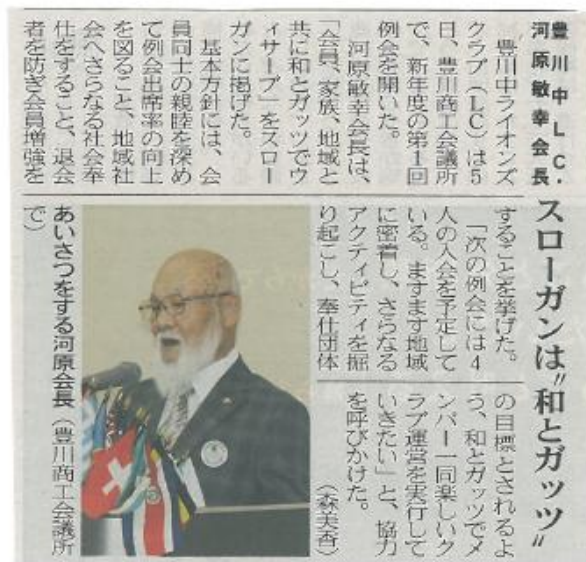 豊川中LC・
河原敏幸会長
スローガンは〝和とガッツ〟
豊川中ライオンズ
クラブ（LC）は5
日、豊川商工会議所
で、新年度の第1回
例会を開いた。
河原敏幸会長は、
「会員、家族、地域と
共に和とガッツでウ
ィサーブ」をスロー
ガンに掲げた。
基本方針には、会
員同士の親睦を深め
て例会出席率の向上
を図ること、地域社
会へさらなる社会奉
仕をすること、退会
者を防ぎ会員増強を
することを挙げた。
「次の例会には4
人の入会を予定して
いる。ますます地域
に密着し、さらなる
アクティビティを掘
り起こし、奉仕団体
の目標とされるよ
う、和とガッツでメ
ンバー一同楽しいク
ラブ運営を実行して
いきたい」と、協力
を呼びかけた。
（森美香）
あいさつをする河原会長（豊川商工会議所
で）